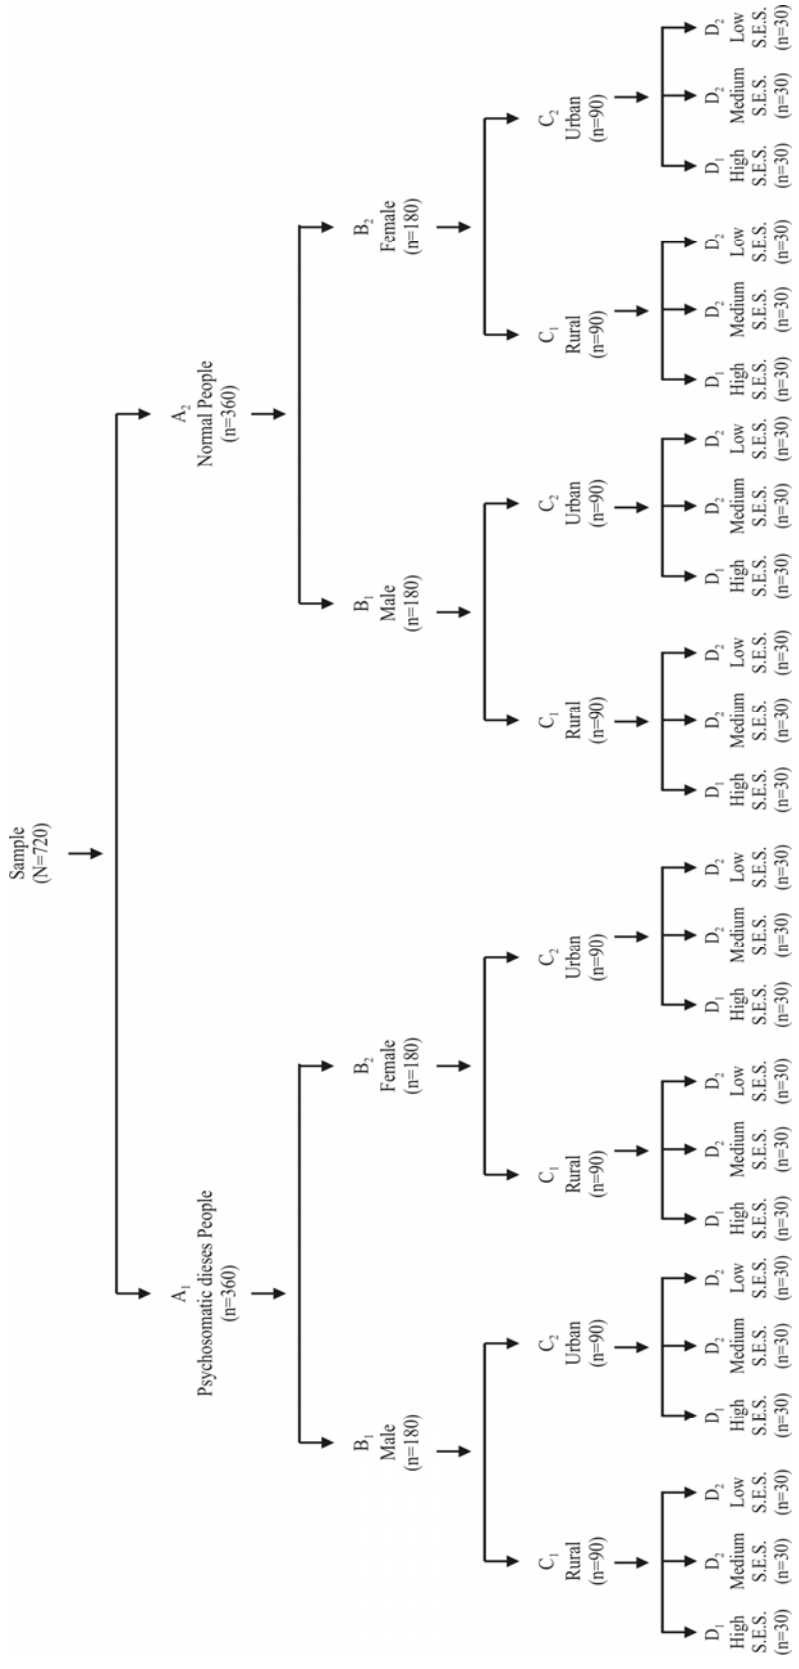 Sample
(N=720)
A₁
Psychosomatic dieses People
(n=360)
A₂
Normal People
(n=360)
B₁
Male
(n=180)
B₂
Female
(n=180)
B₁
Male
(n=180)
B₂
Female
(n=180)
C₁
Rural
(n=90)
C₂
Urban
(n=90)
C₁
Rural
(n=90)
C₂
Urban
(n=90)
C₁
Rural
(n=90)
C₂
Urban
(n=90)
C₁
Rural
(n=90)
C₂
Urban
(n=90)
D₁
High
S.E.S.
(n=30)
D₂
Medium
S.E.S.
(n=30)
D₂
Low
S.E.S.
(n=30)
D₁
High
S.E.S.
(n=30)
D₂
Medium
S.E.S.
(n=30)
D₂
Low
S.E.S.
(n=30)
D₁
High
S.E.S.
(n=30)
D₂
Medium
S.E.S.
(n=30)
D₂
Low
S.E.S.
(n=30)
D₁
High
S.E.S.
(n=30)
D₂
Medium
S.E.S.
(n=30)
D₂
Low
S.E.S.
(n=30)
D₁
High
S.E.S.
(n=30)
D₂
Medium
S.E.S.
(n=30)
D₂
Low
S.E.S.
(n=30)
D₁
High
S.E.S.
(n=30)
D₂
Medium
S.E.S.
(n=30)
D₂
Low
S.E.S.
(n=30)
D₁
High
S.E.S.
(n=30)
D₂
Medium
S.E.S.
(n=30)
D₂
Low
S.E.S.
(n=30)
D₁
High
S.E.S.
(n=30)
D₂
Medium
S.E.S.
(n=30)
D₂
Low
S.E.S.
(n=30)